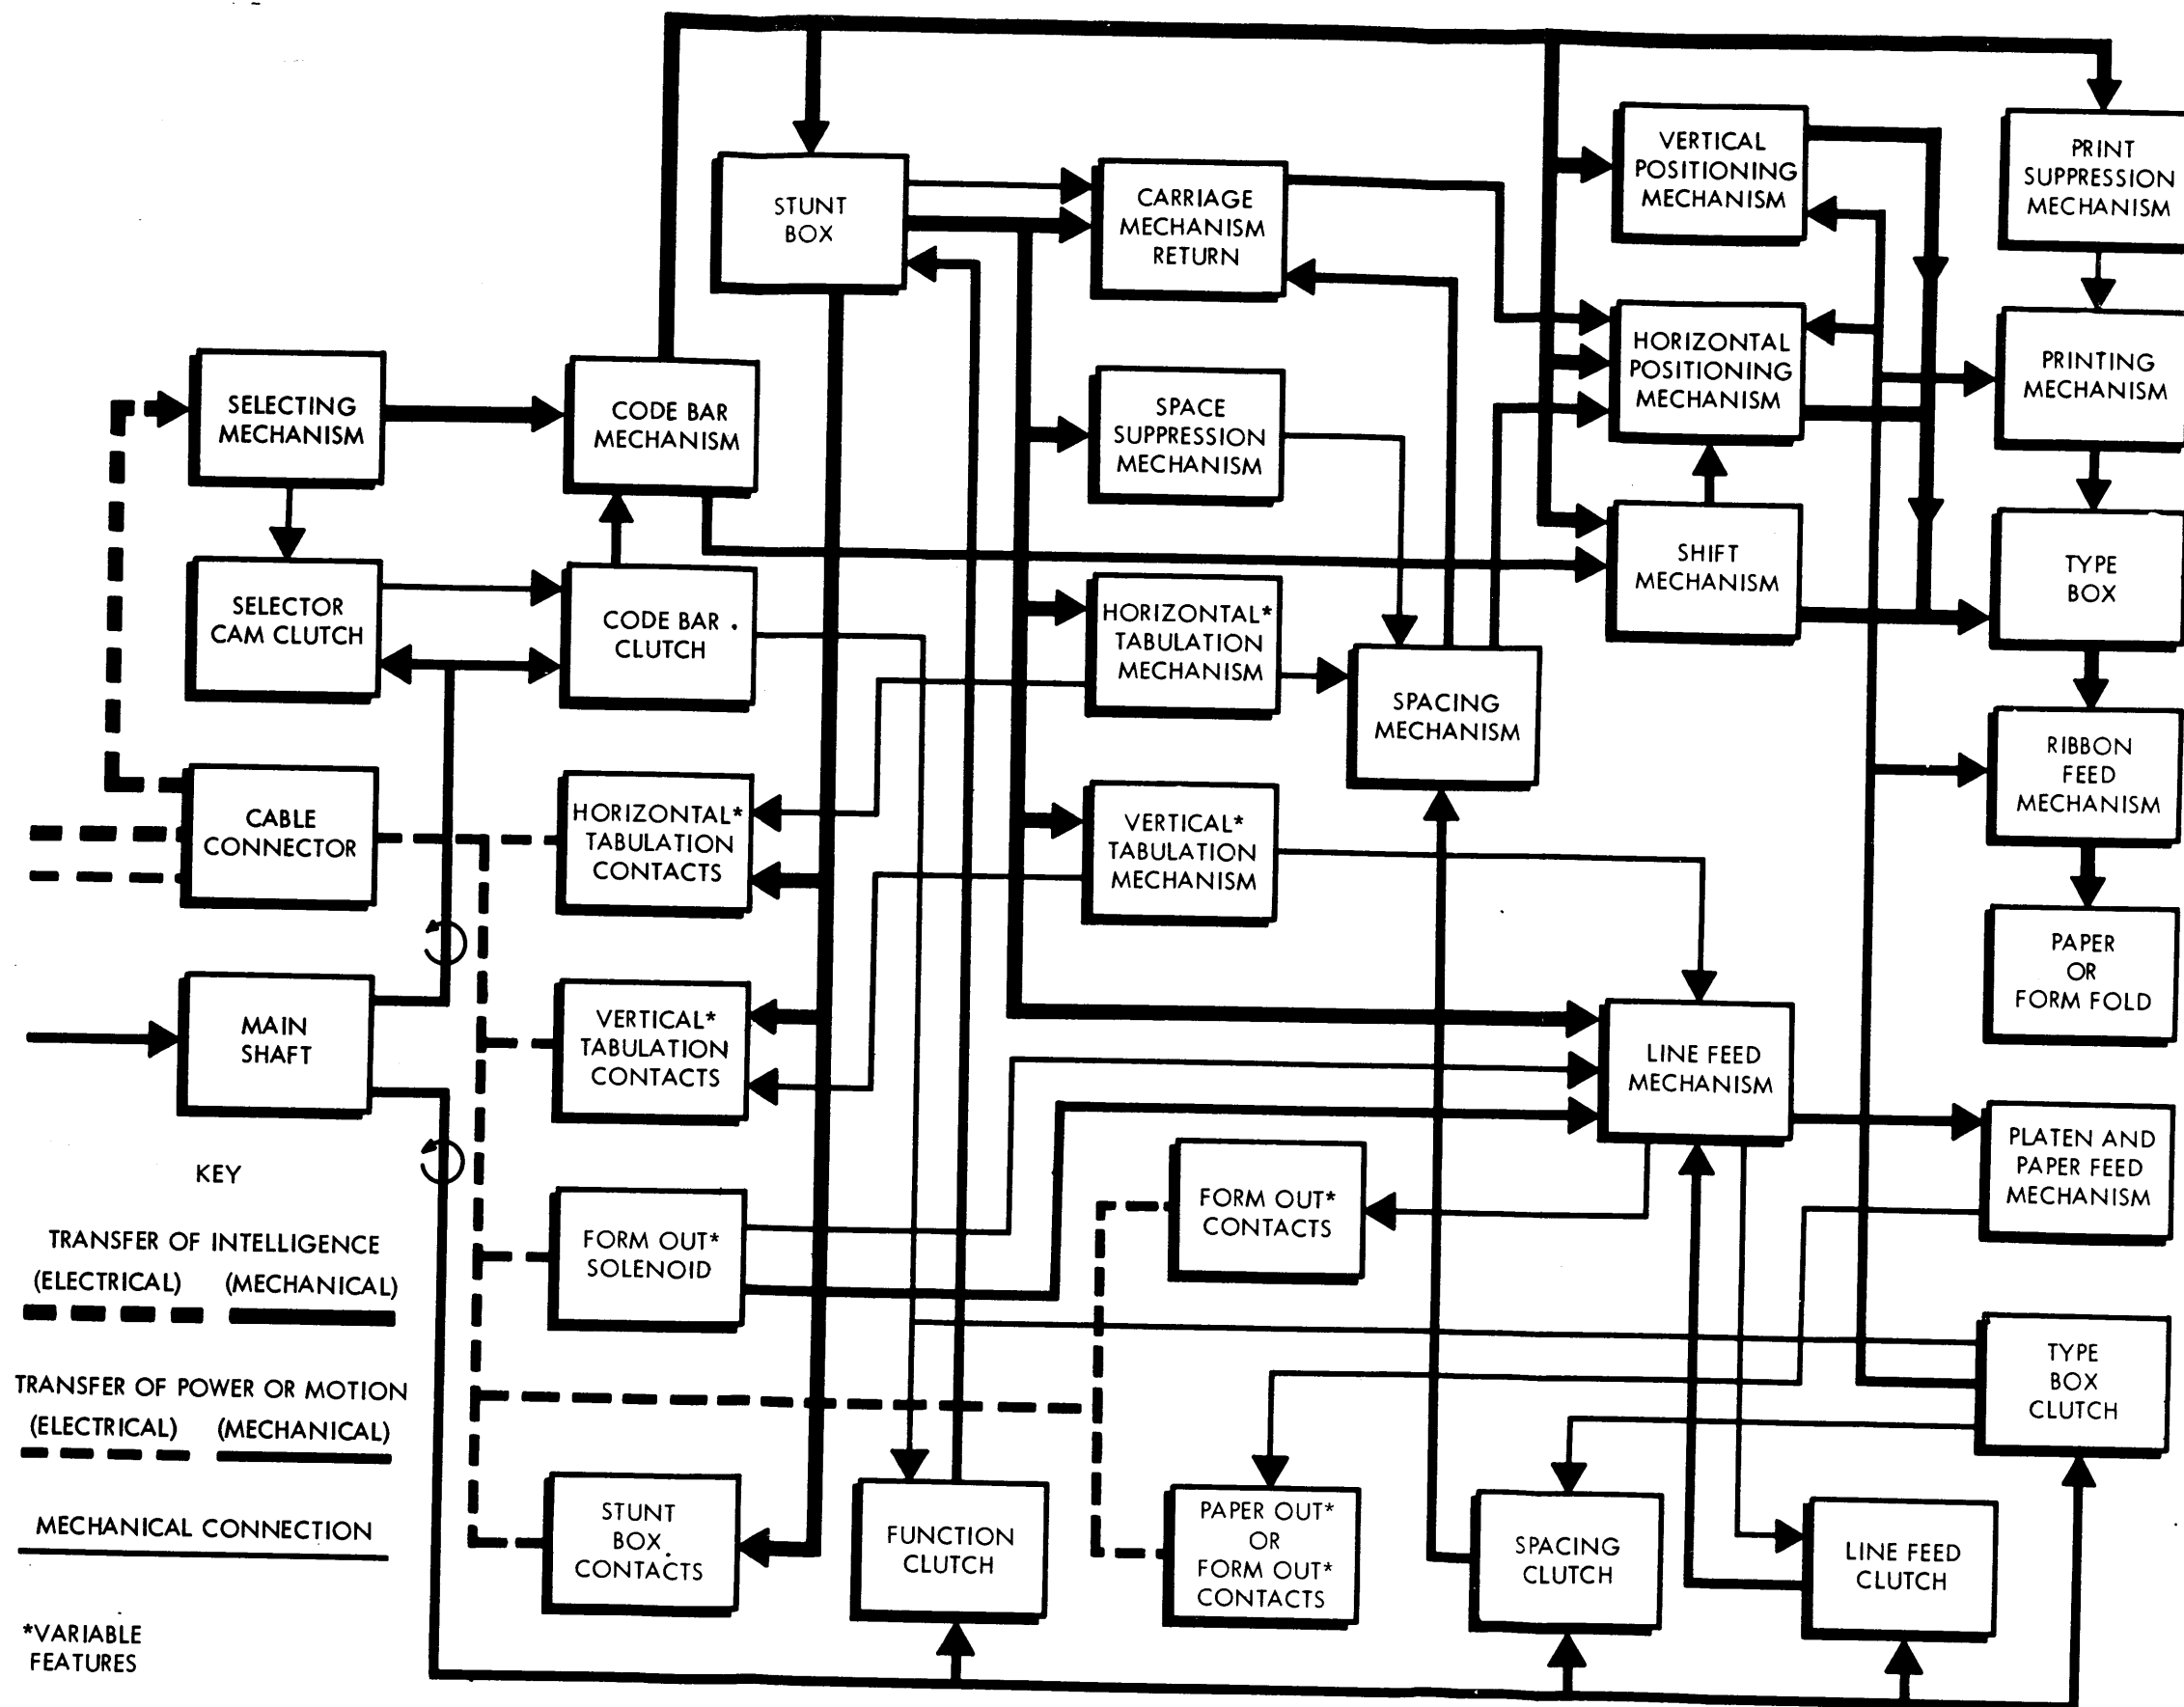 STUNT
BOX
CARRIAGE
MECHANISM
RETURN
VERTICAL
POSITIONING
MECHANISM
PRINT
SUPPRESSION
MECHANISM
SELECTING
MECHANISM
CODE BAR
MECHANISM
SPACE
SUPPRESSION
MECHANISM
HORIZONTAL
POSITIONING
MECHANISM
PRINTING
MECHANISM
SELECTOR
CAM CLUTCH
CODE BAR
CLUTCH
HORIZONTAL*
TABULATION
MECHANISM
SPACING
MECHANISM
SHIFT
MECHANISM
TYPE
BOX
CABLE
CONNECTOR
HORIZONTAL*
TABULATION
CONTACTS
VERTICAL*
TABULATION
MECHANISM
RIBBON
FEED
MECHANISM
PAPER
OR
FORM FOLD
MAIN
SHAFT
VERTICAL*
TABULATION
CONTACTS
LINE FEED
MECHANISM
PLATEN AND
PAPER FEED
MECHANISM
FORM OUT*
SOLENOID
FORM OUT*
CONTACTS
TYPE
BOX
CLUTCH
STUNT
BOX
CONTACTS
FUNCTION
CLUTCH
PAPER OUT*
OR
FORM OUT*
CONTACTS
SPACING
CLUTCH
LINE FEED
CLUTCH
KEY
TRANSFER OF INTELLIGENCE
(ELECTRICAL) (MECHANICAL)
TRANSFER OF POWER OR MOTION
(ELECTRICAL) (MECHANICAL)
MECHANICAL CONNECTION
*VARIABLE
FEATURES